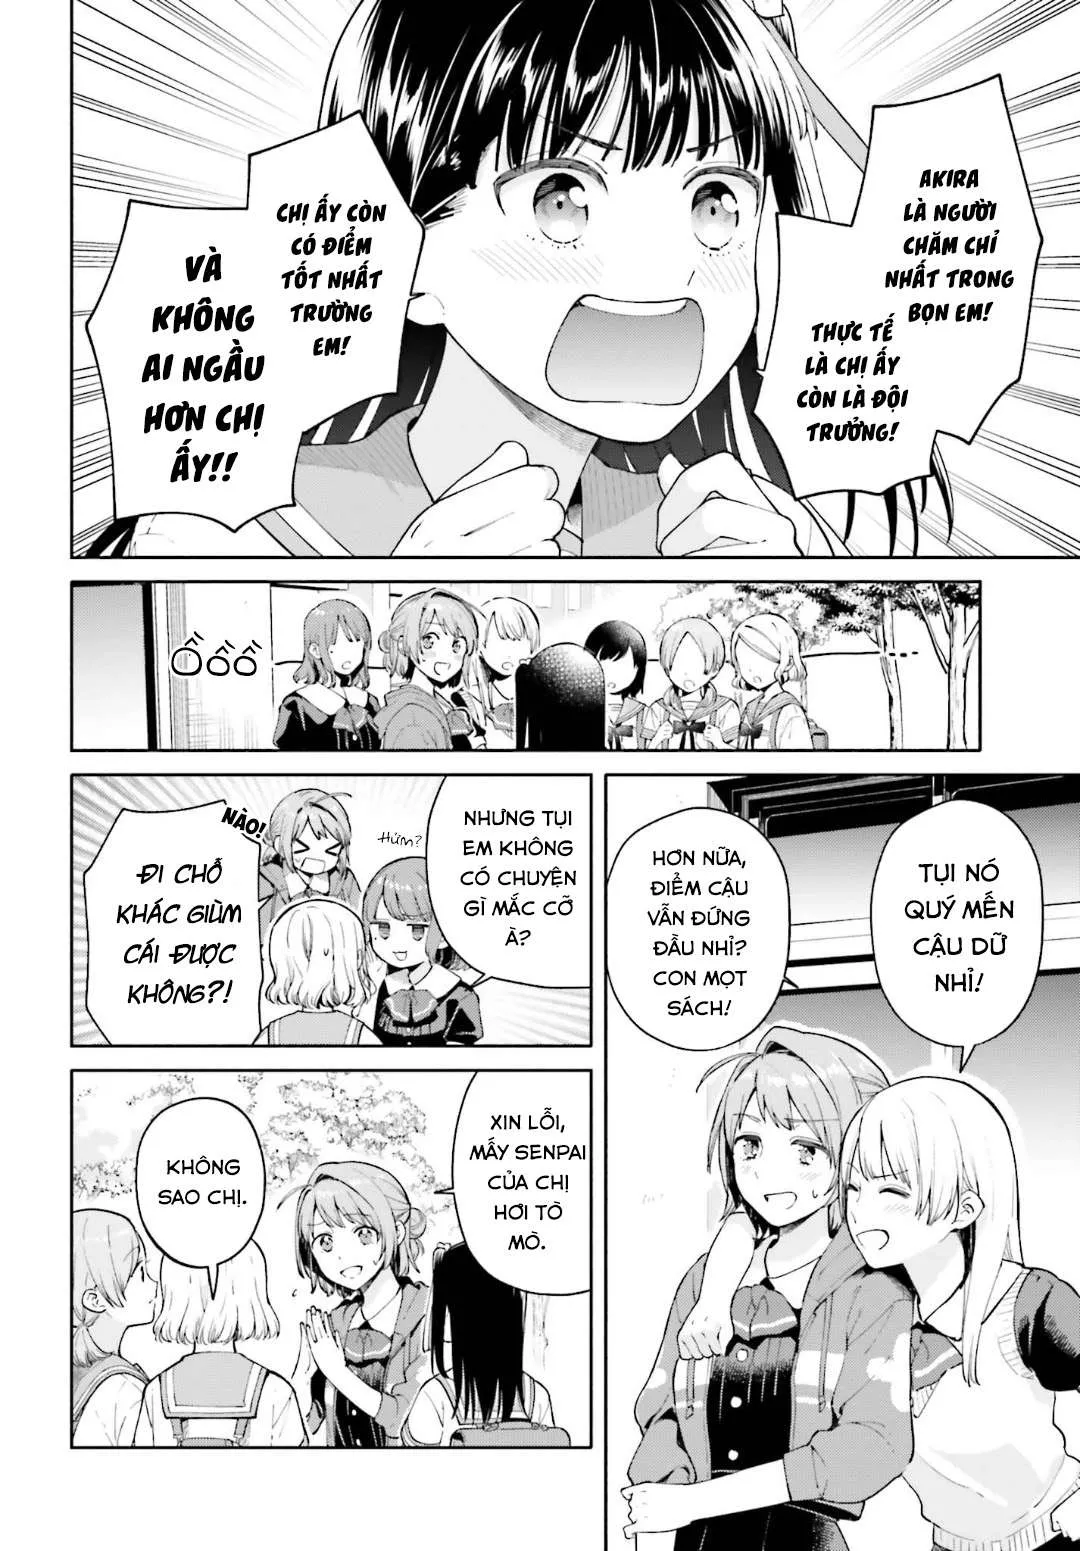 AKIRA
LÀ NGƯỜI
CHĂM CHỈ
NHẤT TRONG
BỌN EM!
THỰC TẾ
LÀ CHỊ ẤY
CÒN LÀ ĐỘI
TRƯỞNG!
CHỊ ẤY CÒN
CÓ ĐIỂM
TỐT NHẤT
TRƯỜNG
EM!
VÀ
KHÔNG
AI NGẦU
HƠN CHỊ
ẤY!!
Ồồồ
TỤI NÓ
QUÝ MẾN
CẬU DỮ
NHỈ!
HƠN NỮA,
ĐIỂM CẬU
VẪN ĐỨNG
ĐẦU NHỈ?
CON MỌT
SÁCH!
NHƯNG TỤI
EM KHÔNG
CÓ CHUYỆN
GÌ MẮC CỠ
À?
Hửm?
NÀO!
ĐI CHỖ
KHÁC GIÙM
CÁI ĐƯỢC
KHÔNG?!
XIN LỖI,
MẤY SENPAI
CỦA CHỊ
HƠI TÒ
MÒ.
KHÔNG
SAO CHỊ.